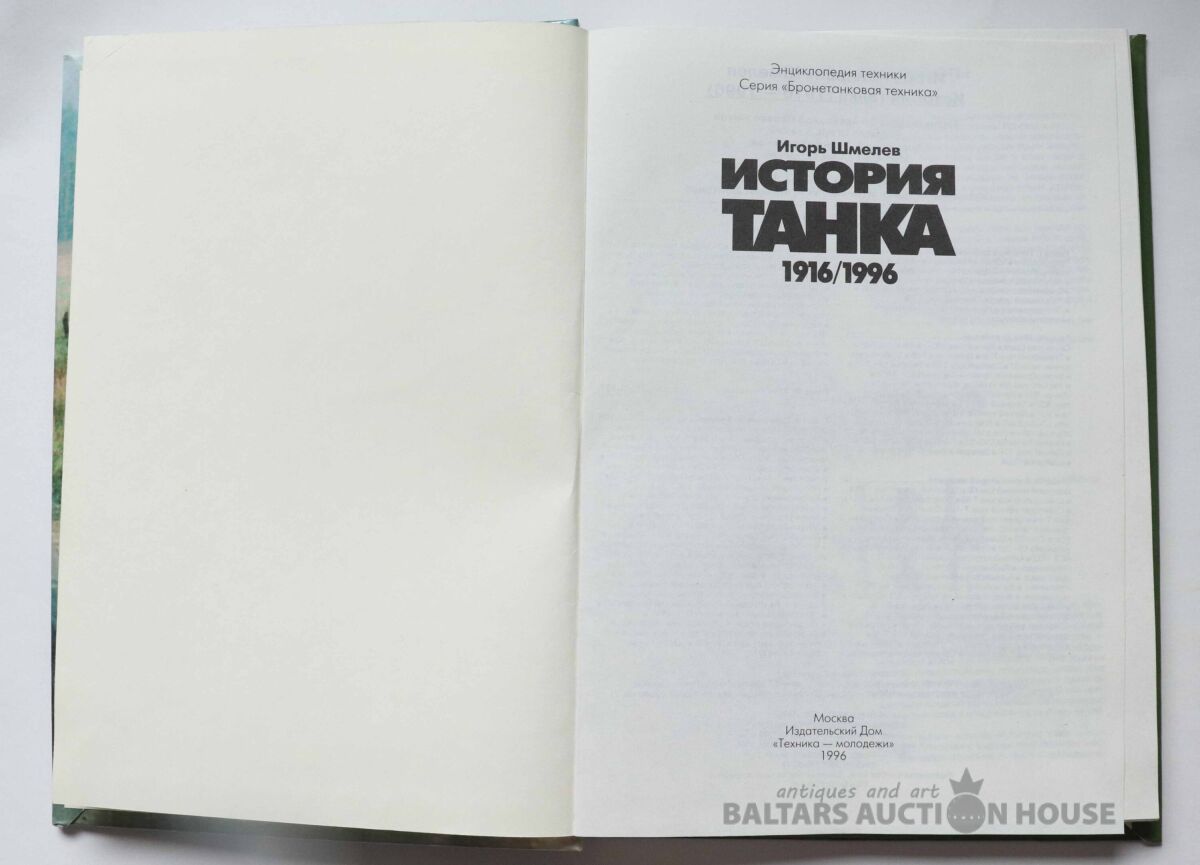 Энциклопедия техники
Серия «Бронетанковая техника»
Игорь Шмелев
ИСТОРИЯ
ТАНКА
1916/1996
Москва
Издательский Дом
«Техника — молодежи»
1996
antiques and art
BALTARS AUCTION HOUSE